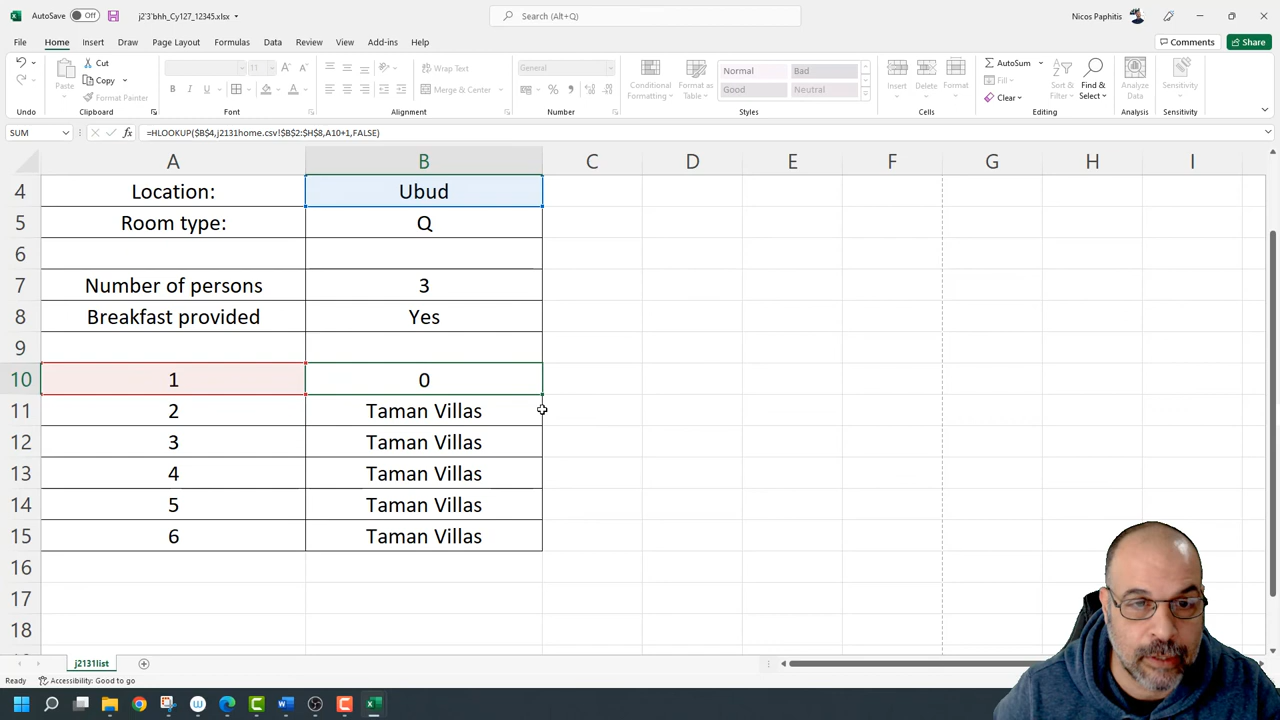 AutoSave Off j2'3'bhh_Cy127_12345.xlsx Search (Alt+Q) Nicos Paphitis
File Home Insert Draw Page Layout Formulas Data Review View Add-ins Help Comments Share
Undo
Paste Cut Copy Format Painter
Clipboard
11
Font
Wrap Text
Merge & Center
Alignment
General
Number
Conditional Formatting Format as Table
Normal Bad
Good Neutral
Styles
Insert Delete Format
Cells
AutoSum Fill Clear Sort & Filter Find & Select
Editing
Analyze Data
Analysis
Sensitivity
Sensitivity
SUM fx =HLOOKUP($B$4,j2131home.csv!$B$2:$H$8,A10+1,FALSE)
A B C D E F G H I
4 Location: Ubud
5 Room type: Q
6
7 Number of persons 3
8 Breakfast provided Yes
9
10 1 0
11 2 Taman Villas
12 3 Taman Villas
13 4 Taman Villas
14 5 Taman Villas
15 6 Taman Villas
16
17
18
j2131list
Ready Accessibility: Good to go